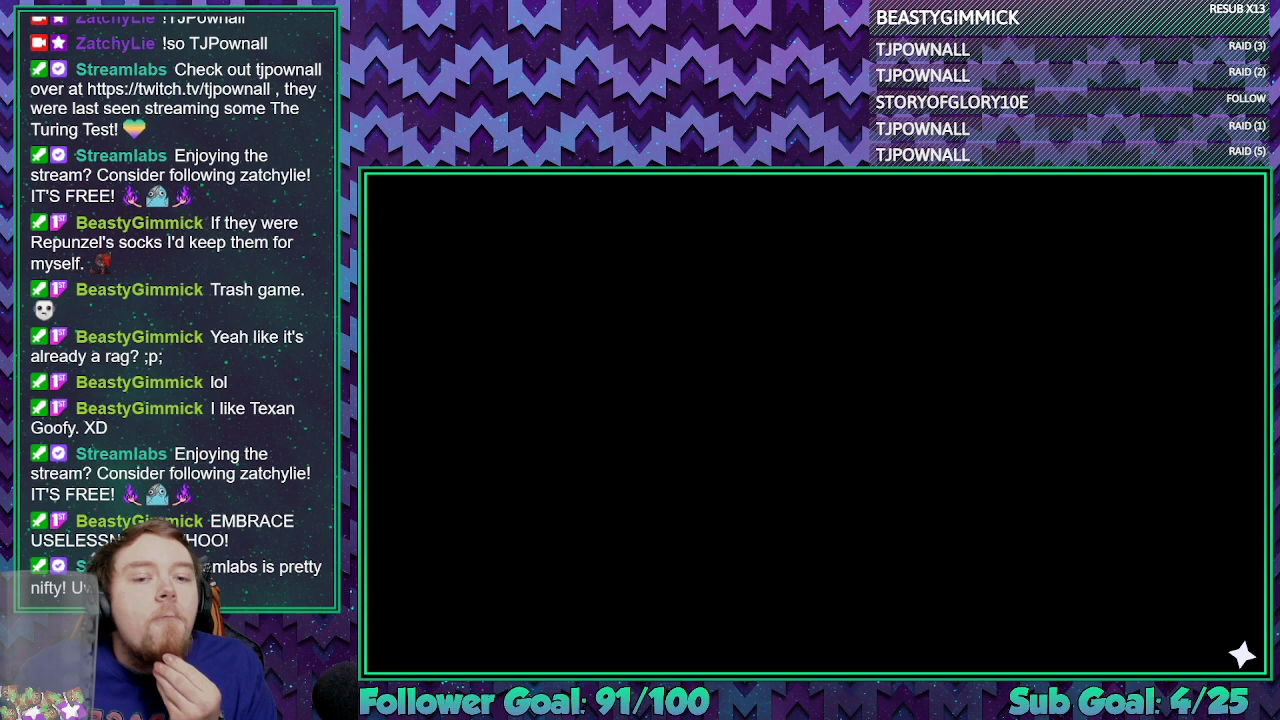 ZatchyLie !TJPownall
ZatchyLie !so TJPownall
Streamlabs Check out tjpownall
over at https://twitch.tv/tjpownall , they
were last seen streaming some The
Turing Test!
Streamlabs Enjoying the
stream? Consider following zatchylie!
IT'S FREE!
BeastyGimmick If they were
Repunzel's socks I'd keep them for
myself.
BeastyGimmick Trash game.
BeastyGimmick Yeah like it's
already a rag? :p;
BeastyGimmick lol
BeastyGimmick I like Texan
Goofy. XD
Streamlabs Enjoying the
stream? Consider following zatchylie!
IT'S FREE!
BeastyGimmick EMBRACE
is pretty
nifty!
BEASTYGIMMICK RESUB X13
TJPOWNALL RAID (3)
TJPOWNALL RAID (2)
STORYOFGLORY10E FOLLOW
TJPOWNALL RAID (1)
TJPOWNALL RAID (5)
Follower Goal: 91/100
Sub Goal: 4/25